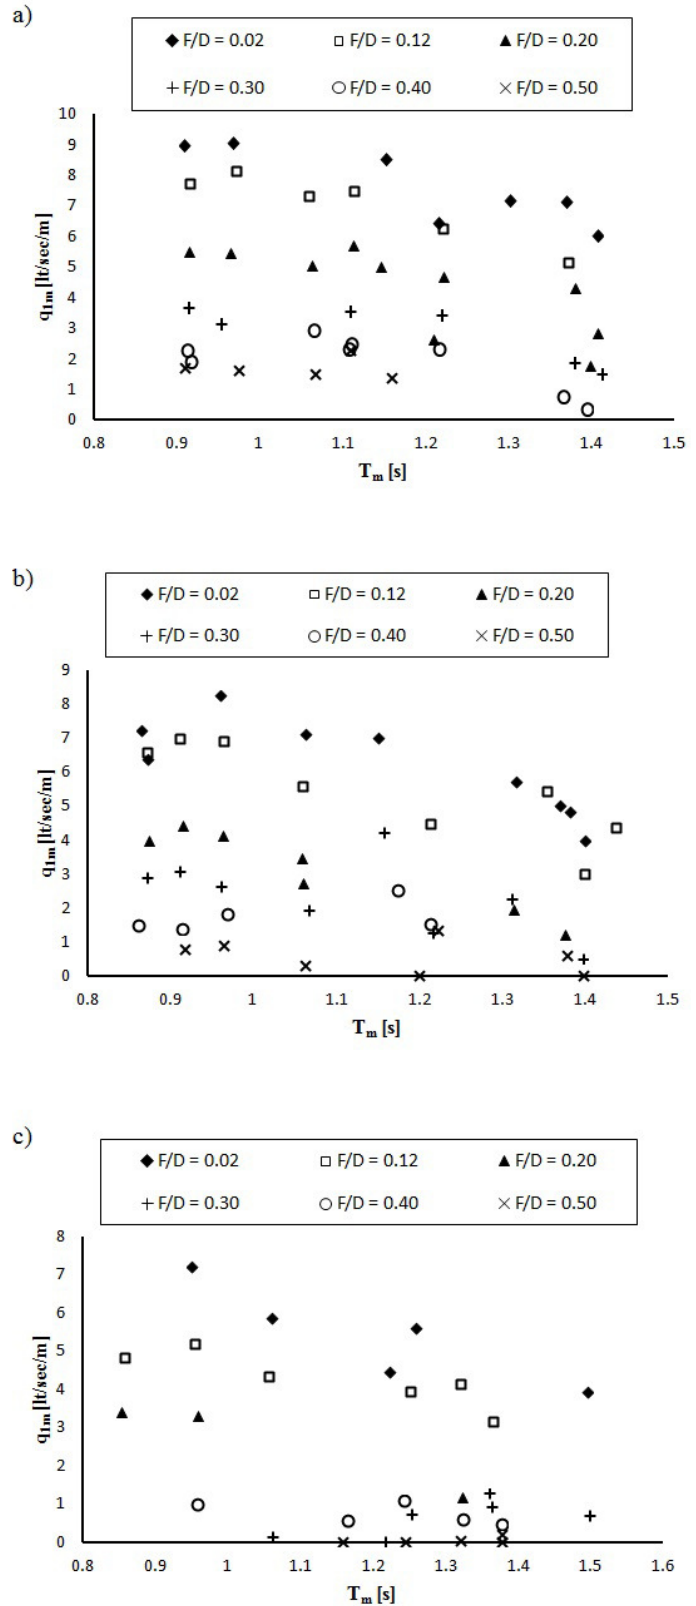 a)
F/D = 0.02 F/D = 0.12 F/D = 0.20
F/D = 0.30 F/D = 0.40 F/D = 0.50
10
9
8
7
6
5
4
3
2
1
0
q1m [lt/sec/m]
0.8 0.9 1 1.1 1.2 1.3 1.4 1.5
Tm [s]
b)
F/D = 0.02 F/D = 0.12 F/D = 0.20
F/D = 0.30 F/D = 0.40 F/D = 0.50
9
8
7
6
5
4
3
2
1
0
q1m [lt/sec/m]
0.8 0.9 1 1.1 1.2 1.3 1.4 1.5
Tm [s]
c)
F/D = 0.02 F/D = 0.12 F/D = 0.20
F/D = 0.30 F/D = 0.40 F/D = 0.50
8
7
6
5
4
3
2
1
0
q1m [lt/sec/m]
0.8 0.9 1 1.1 1.2 1.3 1.4 1.5 1.6
Tm [s]